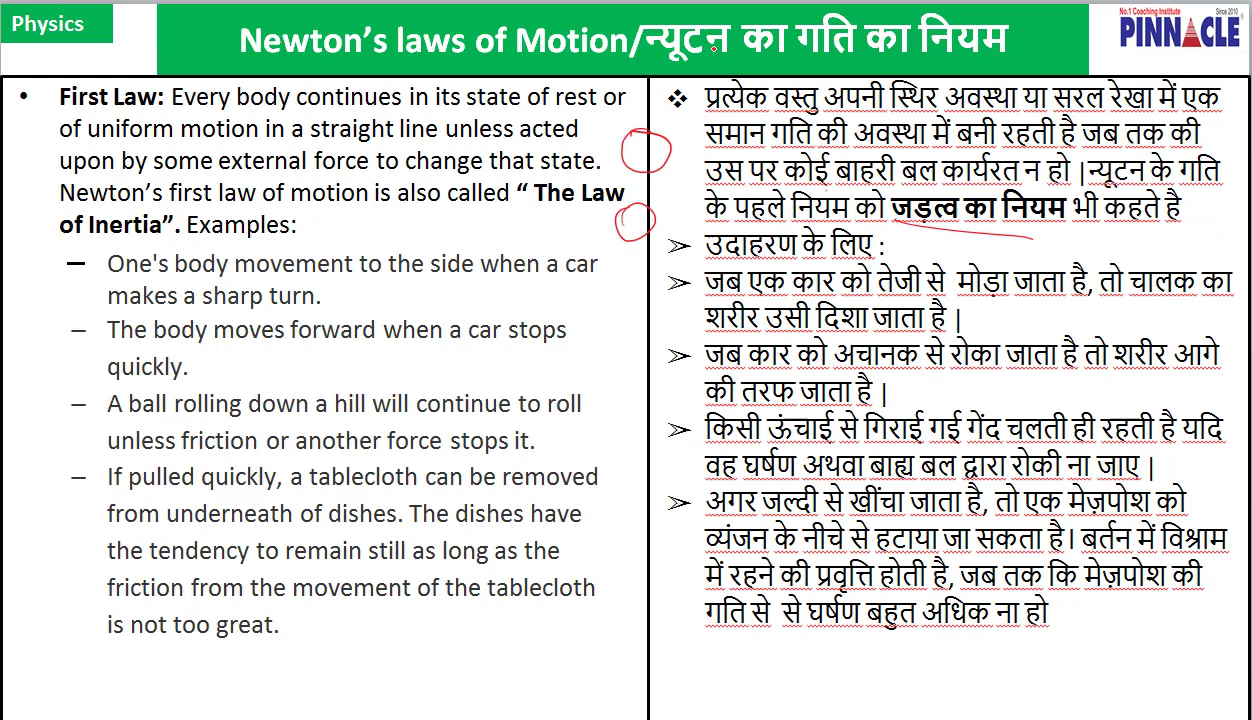 Physics
Newton's laws of Motion/न्यूटन का गति का नियम
No.1 Coaching Institute
Since 2010
PINNACLE
• First Law: Every body continues in its state of rest or
of uniform motion in a straight line unless acted
upon by some external force to change that state.
Newton's first law of motion is also called “ The Law
of Inertia”. Examples:
– One's body movement to the side when a car
makes a sharp turn.
– The body moves forward when a car stops
quickly.
– A ball rolling down a hill will continue to roll
unless friction or another force stops it.
– If pulled quickly, a tablecloth can be removed
from underneath of dishes. The dishes have
the tendency to remain still as long as the
friction from the movement of the tablecloth
is not too great.
❖ प्रत्येक वस्तु अपनी स्थिर अवस्था या सरल रेखा में एक
समान गति की अवस्था में बनी रहती है जब तक की
उस पर कोई बाहरी बल कार्यरत न हो |न्यूटन के गति
के पहले नियम को जड़त्व का नियम भी कहते है
➢ उदाहरण के लिए :
➢ जब एक कार को तेजी से मोड़ा जाता है, तो चालक का
शरीर उसी दिशा जाता है |
➢ जब कार को अचानक से रोका जाता है तो शरीर आगे
की तरफ जाता है |
➢ किसी ऊंचाई से गिराई गई गेंद चलती ही रहती है यदि
वह घर्षण अथवा बाह्य बल द्वारा रोकी ना जाए |
➢ अगर जल्दी से खींचा जाता है, तो एक मेज़पोश को
व्यंजन के नीचे से हटाया जा सकता है। बर्तन में विश्राम
में रहने की प्रवृत्ति होती है, जब तक कि मेज़पोश की
गति से से घर्षण बहुत अधिक ना हो